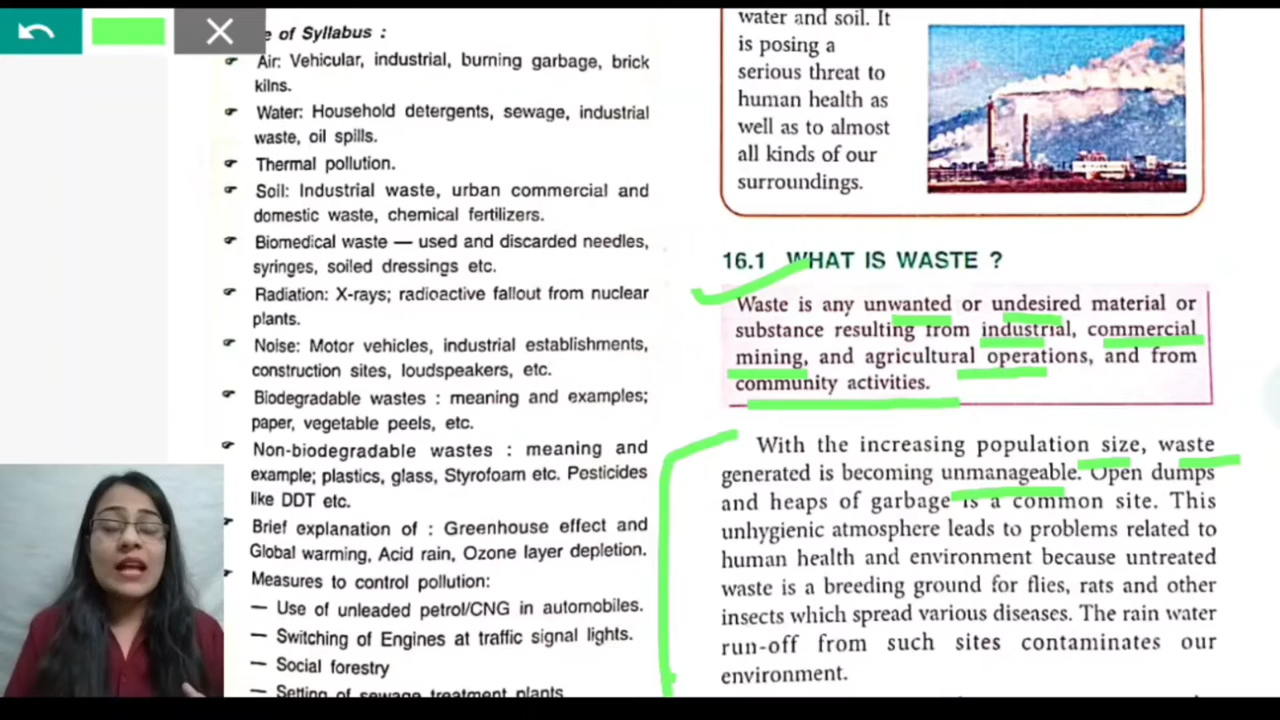 e of Syllabus :
Air: Vehicular, industrial, burning garbage, brick
kilns.
Water: Household detergents, sewage, industrial
waste, oil spills.
Thermal pollution.
Soil: Industrial waste, urban commercial and
domestic waste, chemical fertilizers.
Biomedical waste — used and discarded needles,
syringes, soiled dressings etc.
Radiation: X-rays; radioactive fallout from nuclear
plants.
Noise: Motor vehicles, industrial establishments,
construction sites, loudspeakers, etc.
Biodegradable wastes : meaning and examples;
paper, vegetable peels, etc.
Non-biodegradable wastes : meaning and
example; plastics, glass, Styrofoam etc. Pesticides
like DDT etc.
Brief explanation of : Greenhouse effect and
Global warming, Acid rain, Ozone layer depletion.
Measures to control pollution:
— Use of unleaded petrol/CNG in automobiles.
— Switching of Engines at traffic signal lights.
— Social forestry
— Setting of sewage treatment plants
water and soil. It
is posing a
serious threat to
human health as
well as to almost
all kinds of our
surroundings.
16.1 WHAT IS WASTE ?
Waste is any unwanted or undesired material or
substance resulting from industrial, commercial
mining, and agricultural operations, and from
community activities.
With the increasing population size, waste
generated is becoming unmanageable. Open dumps
and heaps of garbage is a common site. This
unhygienic atmosphere leads to problems related to
human health and environment because untreated
waste is a breeding ground for flies, rats and other
insects which spread various diseases. The rain water
run-off from such sites contaminates our
environment.